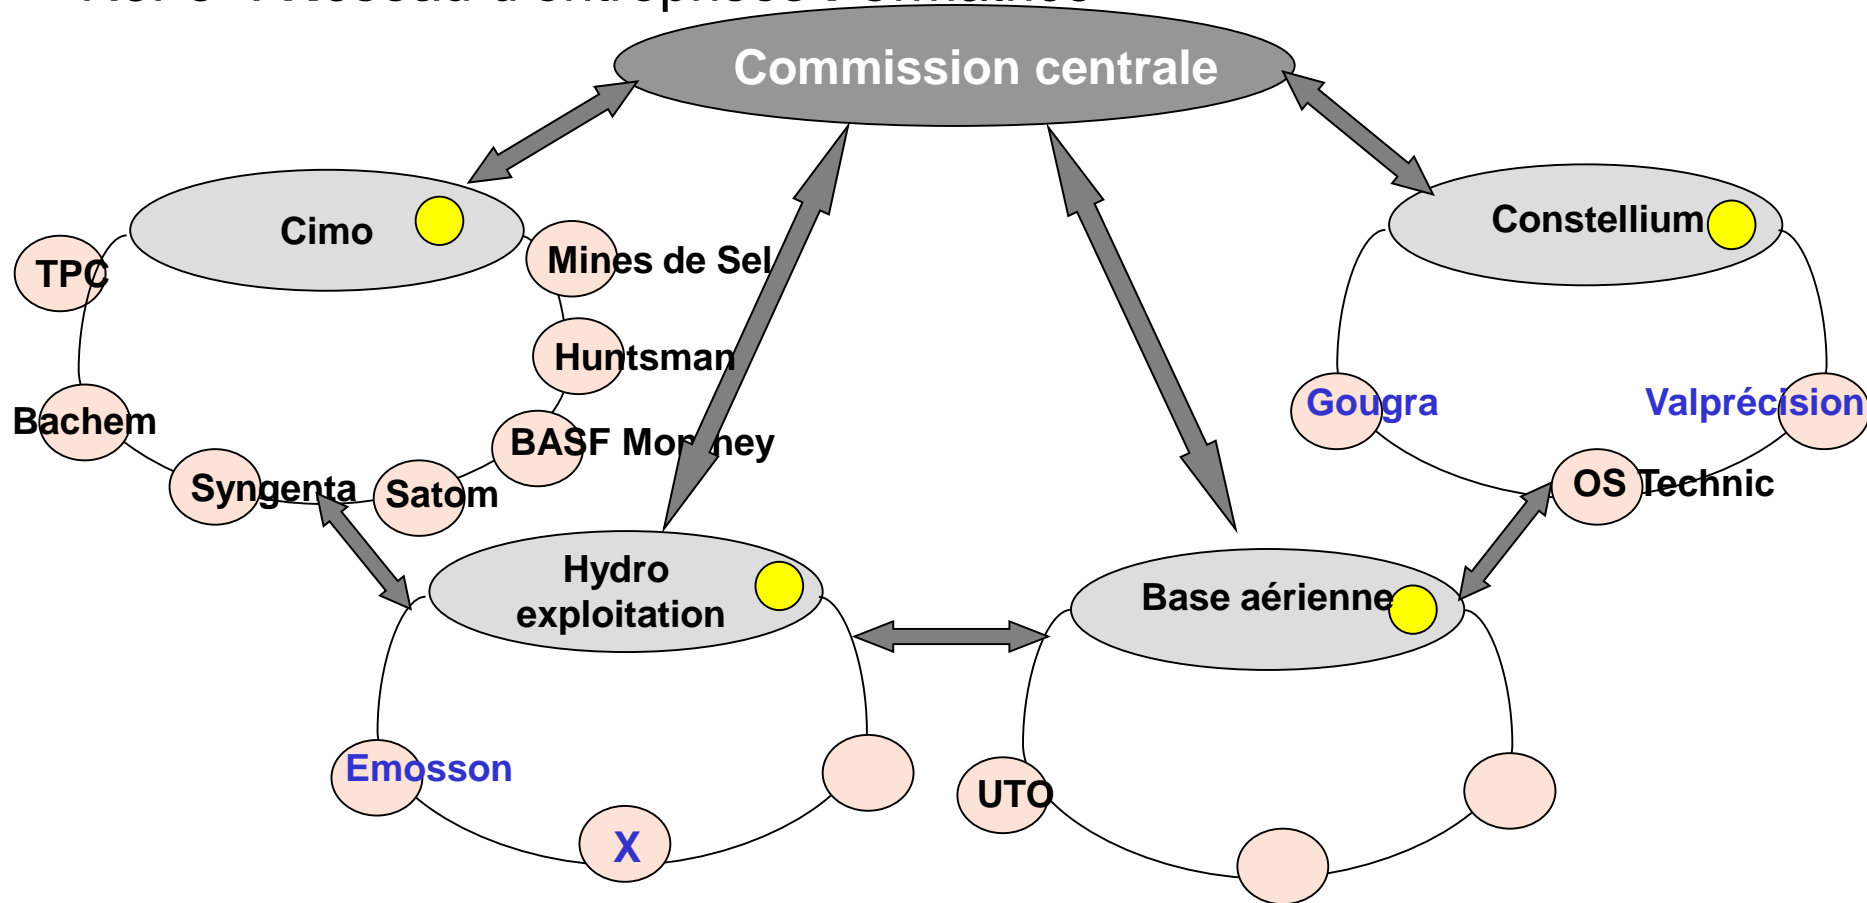 Commission centrale
Cimo
Constellium
TPC
Mines de Sel
Huntsman
Gougra
Valprécision
Bachem
BASF Monthey
Syngenta
Satom
OS Technic
Hydro
exploitation
Base aérienne
Emosson
UTO
X